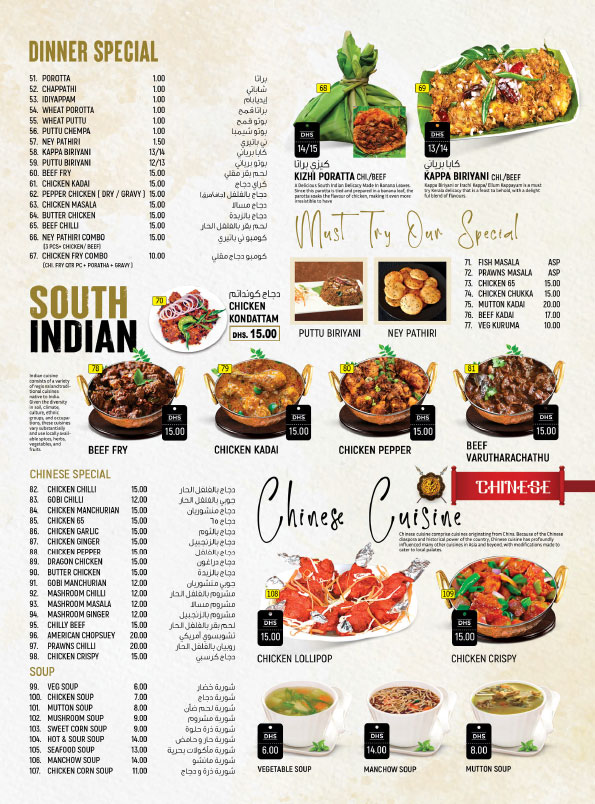 DINNER SPECIAL
51. POROTTA 1.00 براتا
52. CHAPPATHI 1.00 شاباتي
53. IDIYAPPAM 1.00 إيديابام
54. WHEAT POROTTA 1.00 براتا قمح
55. WHEAT PUTTU 1.00 بوتو قمح
56. PUTTU CHEMPA 1.00 بوتو شيمبا
57. NEY PATHIRI 1.50 ني باتيري
58. KAPPA BIRIYANI 13/14 كابا برياني
59. PUTTU BIRIYANI 12/13 بوتو برياني
60. BEEF FRY 15.00 لحم بقر مقلي
61. CHICKEN KADAI 15.00 كراي دجاج
62. PEPPER CHICKEN [ DRY / GRAVY ] 15.00 دجاج بالفلفل
63. CHICKEN MASALA 15.00 دجاج مسالا
64. BUTTER CHICKEN 15.00 دجاج بالزبدة
65. BEEF CHILLI 15.00 لحم بقر بالفلفل الحار
66. NEY PATHIRI COMBO 15.00 كومبو ني باتيري
(3 PCS+ CHICKEN/ BEEF)
67. CHICKEN FRY COMBO 10.00 كومبو دجاج مقلي
(CHI. FRY QTR PC + PORATHA + GRAVY )
68
DHS
14/15
كيزي براتا
KIZHI PORATTA CHI./BEEF
A Delicious South Indian Delicacy Made in Banana Leaves.
Since this parotta is tied and prepared in a banana leaf, the
parotta soaks the flavour of chicken, making it even more
irresistible to have
69
DHS
13/14
كابا برياني
KAPPA BIRIYANI CHI./BEEF
Kappa Biriyani or Irachi Kappa/ Ellum Kappayum is a must
try Kerala delicacy that is a feast to behold, with a delight
ful blend of flavours.
Must Try Our Special
PUTTU BIRIYANI
NEY PATHIRI
71. FISH MASALA ASP
72. PRAWNS MASALA ASP
73. CHICKEN 65 15.00
74. CHICKEN CHUKKA 15.00
75. MUTTON KADAI 20.00
76. BEEF KADAI 17.00
77. VEG KURUMA 10.00
SOUTH
INDIAN
70
دجاج كونداتم
CHICKEN
KONDATTAM
DHS. 15.00
Indian cuisine
consists of a variety
of regional and tradi-
tional cuisines
native to India.
Given the diversity
in soil, climate,
culture, ethnic
groups, and occupa-
tions, these cuisines
vary substantially
and use locally avail-
able spices, herbs,
vegetables, and
fruits.
78
DHS
15.00
BEEF FRY
79
DHS
15.00
CHICKEN KADAI
80
DHS
15.00
CHICKEN PEPPER
81
DHS
15.00
BEEF
VARUTHARACHATHU
CHINESE SPECIAL
82. CHICKEN CHILLI 15.00 دجاج بالفلفل الحار
83. GOBI CHILLI 12.00 جوبي بالفلفل الحار
84. CHICKEN MANCHURIAN 15.00 دجاج منشوريان
85. CHICKEN 65 15.00 دجاج ٦٥
86. CHICKEN GARLIC 15.00 دجاج بالثوم
87. CHICKEN GINGER 15.00 دجاج بالزنجبيل
88. CHICKEN PEPPER 15.00 دجاج بالفلفل
89. DRAGON CHICKEN 15.00 دجاج دراغون
90. BUTTER CHICKEN 15.00 دجاج بالزبدة
91. GOBI MANCHURIAN 12.00 جوبي منشوريان
92. MASHROOM CHILLI 12.00 مشروم بالفلفل الحار
93. MASHROOM MASALA 12.00 مشروم مسالا
94. MASHROOM GINGER 12.00 مشروم بالزنجبيل
95. CHILLY BEEF 15.00 لحم بقر بالفلفل الحار
96. AMERICAN CHOPSUEY 20.00 تشوبسوي أمريكي
97. PRAWNS CHILLI 20.00 روبيان بالفلفل الحار
98. CHICKEN CRISPY 15.00 دجاج كرسبي
Chinese Cuisine
CHINESE
Chinese cuisine comprise cuisines originating from China. Because of the Chinese
diaspora and historical power of the country, Chinese cuisine has profoundly
influenced many other cuisines in Asia and beyond, with modifications made to
cater to local palates.
108
DHS
15.00
CHICKEN LOLLIPOP
109
DHS
15.00
CHICKEN CRISPY
SOUP
99. VEG SOUP 6.00 شوربة خضار
100. CHICKEN SOUP 7.00 شوربة دجاج
101. MUTTON SOUP 8.00 شوربة لحم ضأن
102. MUSHROOM SOUP 9.00 شوربة مشروم
103. SWEET CORN SOUP 9.00 شوربة ذرة حلوة
104. HOT & SOUR SOUP 14.00 شوربة حار و حامض
105. SEAFOOD SOUP 13.00 شوربة مأكولات بحرية
106. MANCHOW SOUP 14.00 شوربة مانشو
107. CHICKEN CORN SOUP 11.00 شوربة ذرة و دجاج
DHS
6.00
VEGETABLE SOUP
DHS
14.00
MANCHOW SOUP
DHS
8.00
MUTTON SOUP